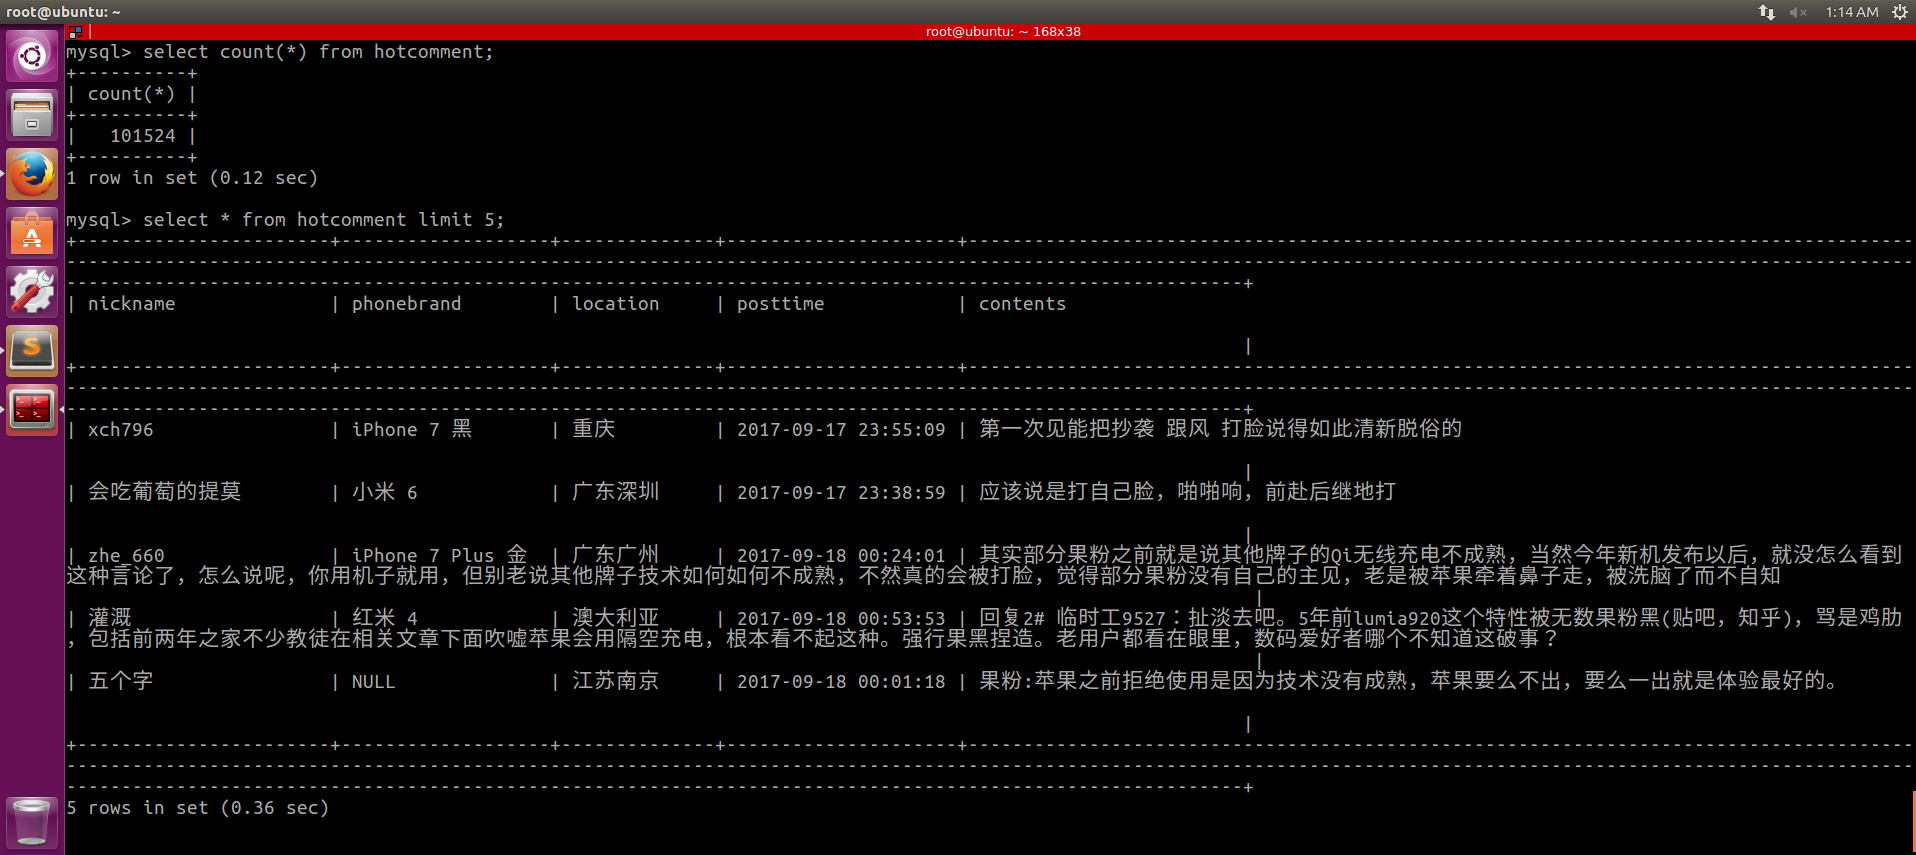 root@ubuntu: ~
1:14 AM
root@ubuntu: ~ 168x38
mysql> select count(*) from hotcomment;
+----------+
| count(*) |
+----------+
|   101524 |
+----------+
1 row in set (0.12 sec)
mysql> select * from hotcomment limit 5;
| nickname | phonebrand | location | posttime | contents
|
| xch796 | iPhone 7 黑 | 重庆 | 2017-09-17 23:55:09 | 第一次见能把抄袭 跟风 打脸说得如此清新脱俗的
|
| 会吃葡萄的提莫 | 小米 6 | 广东深圳 | 2017-09-17 23:38:59 | 应该说是打自己脸，啪啪响，前赴后继地打
|
| zhe_660 | iPhone 7 Plus 金 | 广东广州 | 2017-09-18 00:24:01 | 其实部分果粉之前就是说其他牌子的Qi无线充电不成熟，当然今年新机发布以后，就没怎么看到
这种言论了，怎么说呢，你用机子就用，但别老说其他牌子技术如何如何不成熟，不然真的会被打脸，觉得部分果粉没有自己的主见，老是被苹果牵着鼻子走，被洗脑了而不自知
|
| 灌溉 | 红米 4 | 澳大利亚 | 2017-09-18 00:53:53 | 回复2# 临时工9527：扯淡去吧。5年前lumia920这个特性被无数果粉黑(贴吧，知乎)，骂是鸡肋
，包括前两年之家不少教徒在相关文章下面吹嘘苹果会用隔空充电，根本看不起这种。强行果黑捏造。老用户都看在眼里，数码爱好者哪个不知道这破事？
|
| 五个字 | NULL | 江苏南京 | 2017-09-18 00:01:18 | 果粉:苹果之前拒绝使用是因为技术没有成熟，苹果要么不出，要么一出就是体验最好的。
|
5 rows in set (0.36 sec)